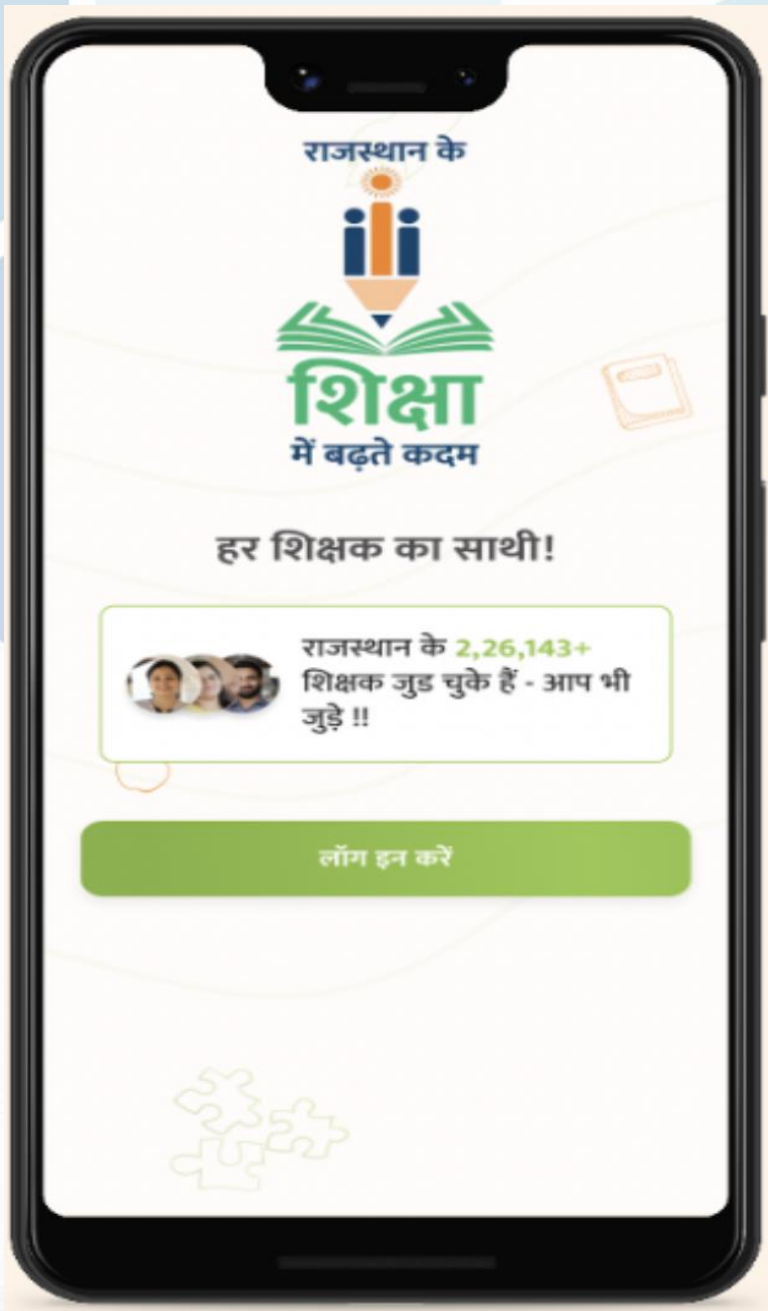 राजस्थान के
शिक्षा
में बढ़ते कदम
हर शिक्षक का साथी!
राजस्थान के 2,26,143+
शिक्षक जुड चुके हैं - आप भी
जुड़े !!
लॉग इन करें